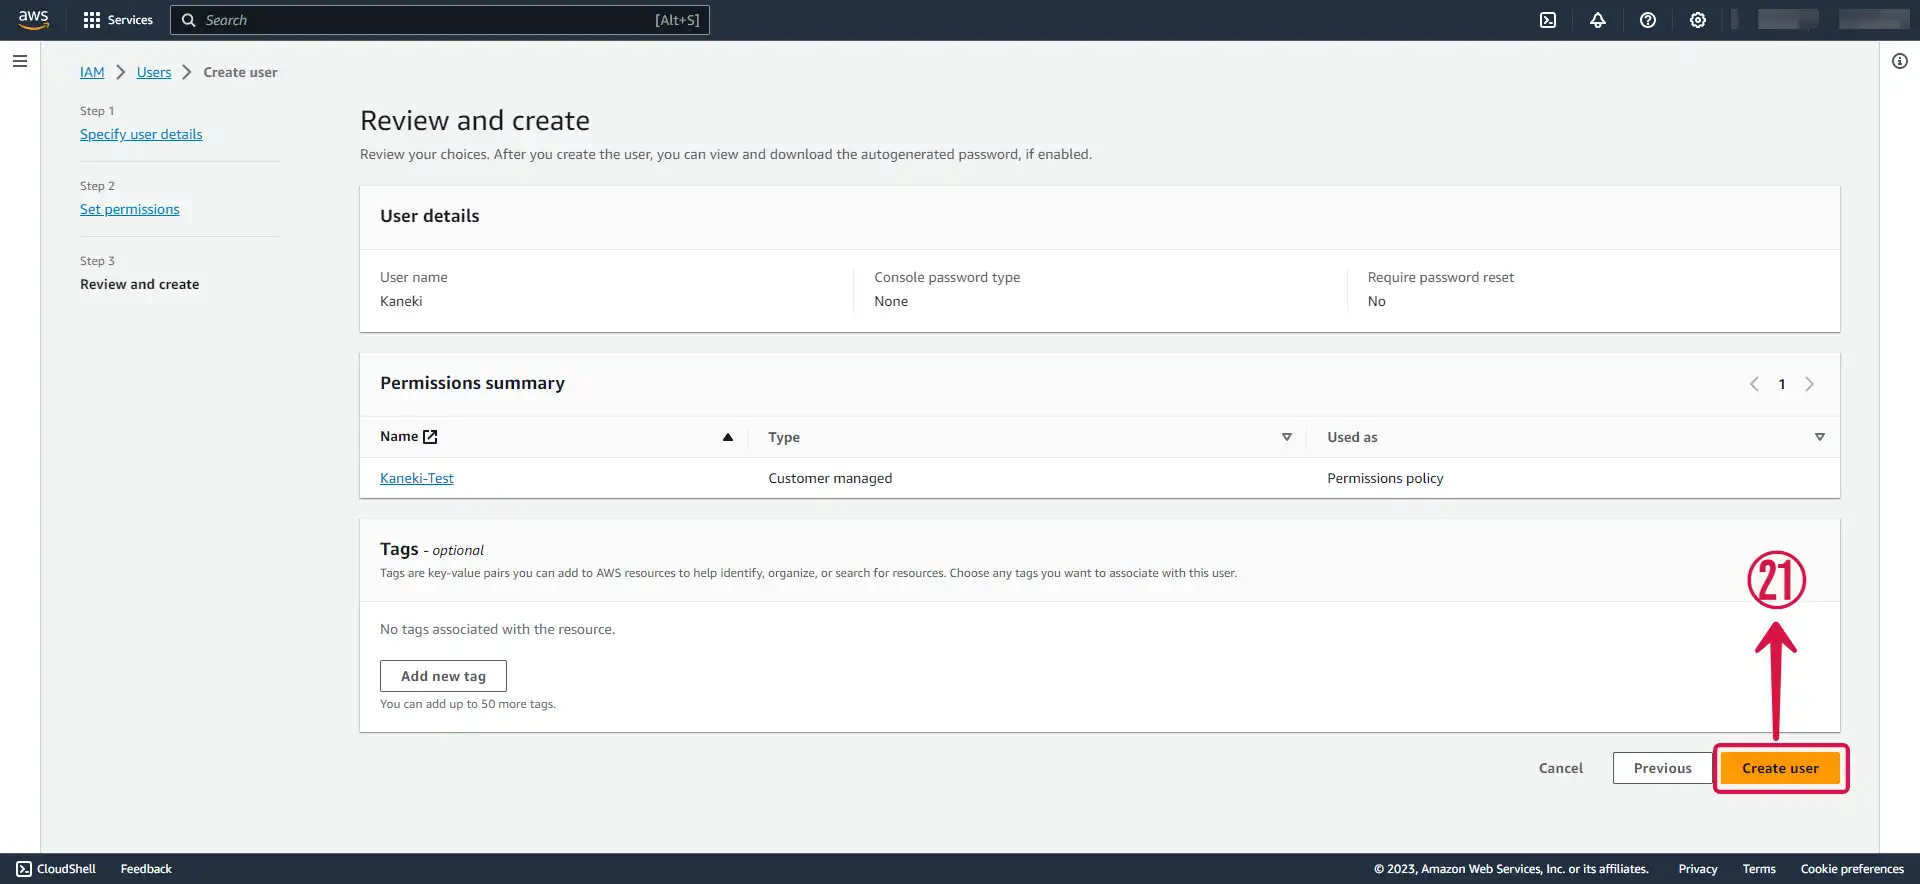 aws
Services
Search
[Alt+S]
IAM
Users
Create user
Step 1
Specify user details
Step 2
Set permissions
Step 3
Review and create
Review and create
Review your choices. After you create the user, you can view and download the autogenerated password, if enabled.
User details
User name
Kaneki
Console password type
None
Require password reset
No
Permissions summary
1
Name
Type
Used as
Kaneki-Test
Customer managed
Permissions policy
Tags - optional
Tags are key-value pairs you can add to AWS resources to help identify, organize, or search for resources. Choose any tags you want to associate with this user.
21
No tags associated with the resource.
Add new tag
You can add up to 50 more tags.
Cancel
Previous
Create user
CloudShell
Feedback
© 2023, Amazon Web Services, Inc. or its affiliates.
Privacy
Terms
Cookie preferences